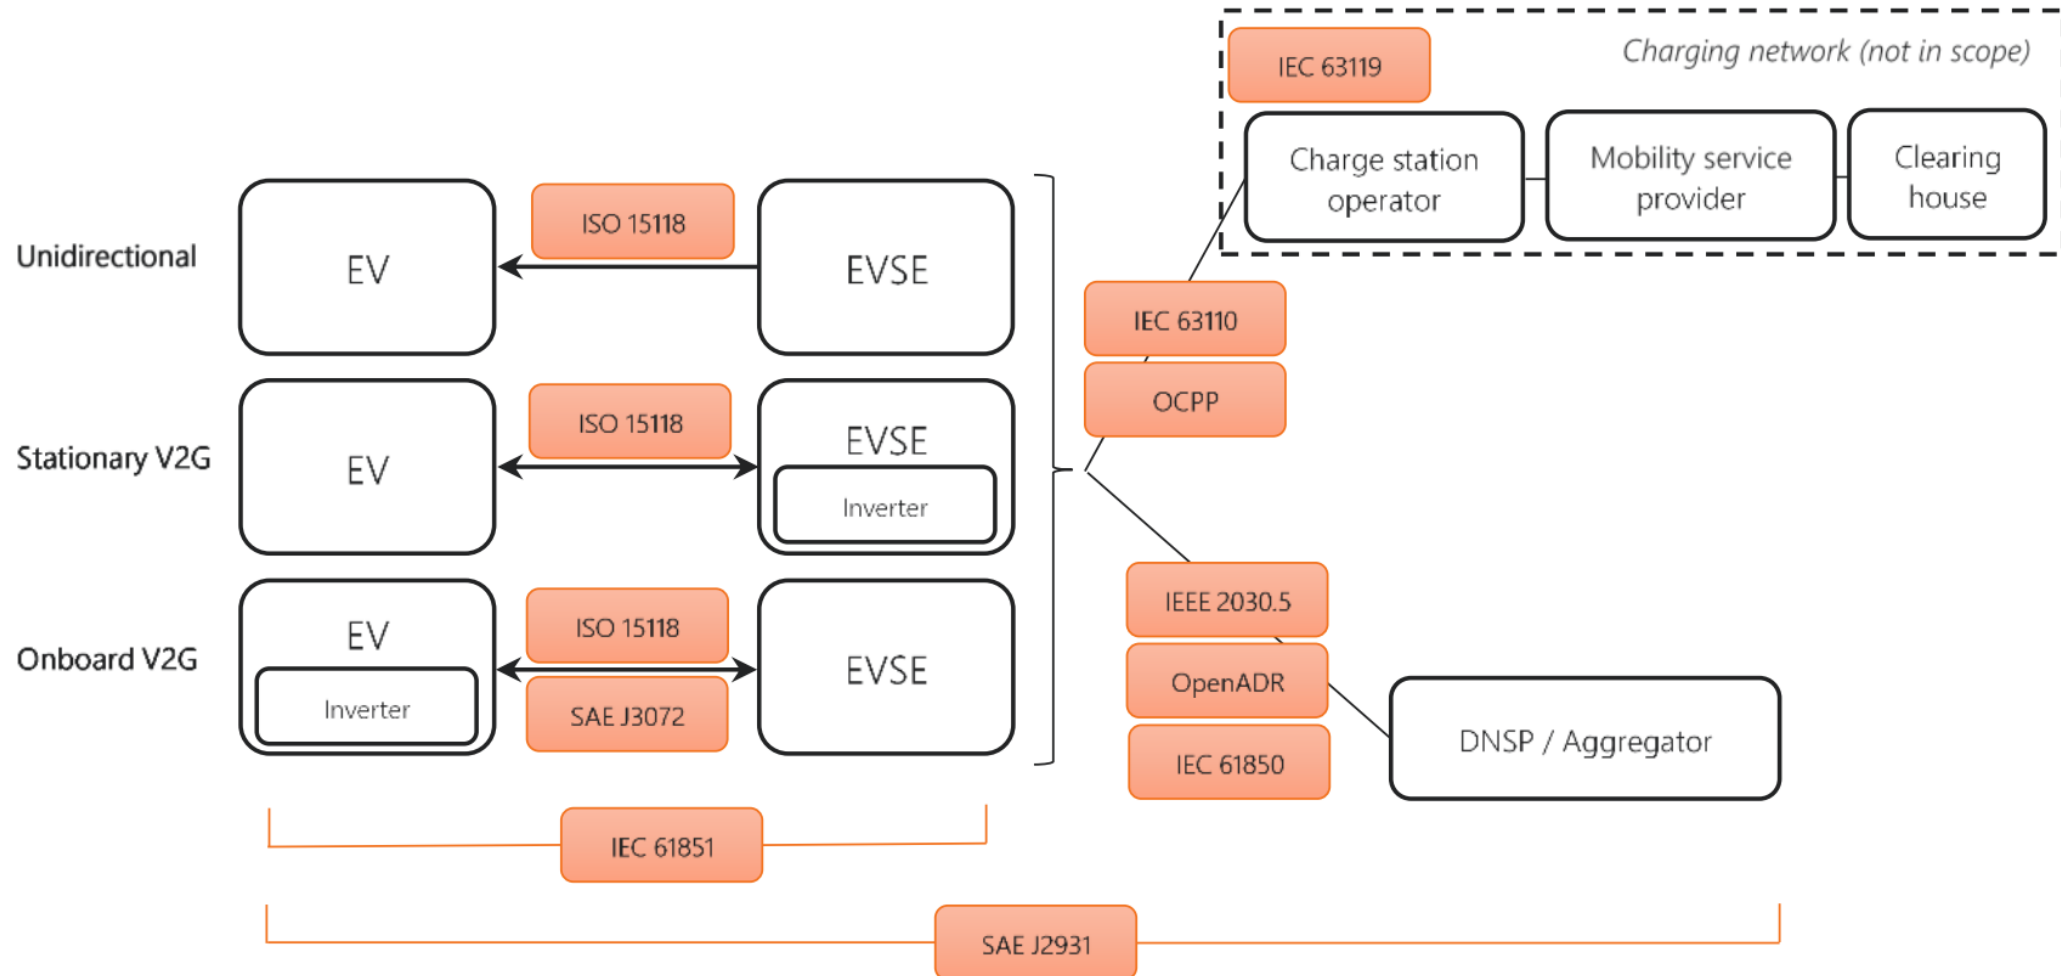 IEC 63119
Charging network (not in scope)
Charge station
operator
Mobility service
provider
Clearing
house
Unidirectional
EV
ISO 15118
EVSE
IEC 63110
OCPP
Stationary V2G
EV
ISO 15118
EVSE
Inverter
Onboard V2G
EV
Inverter
ISO 15118
SAE J3072
EVSE
IEEE 2030.5
OpenADR
IEC 61850
DNSP / Aggregator
IEC 61851
SAE J2931